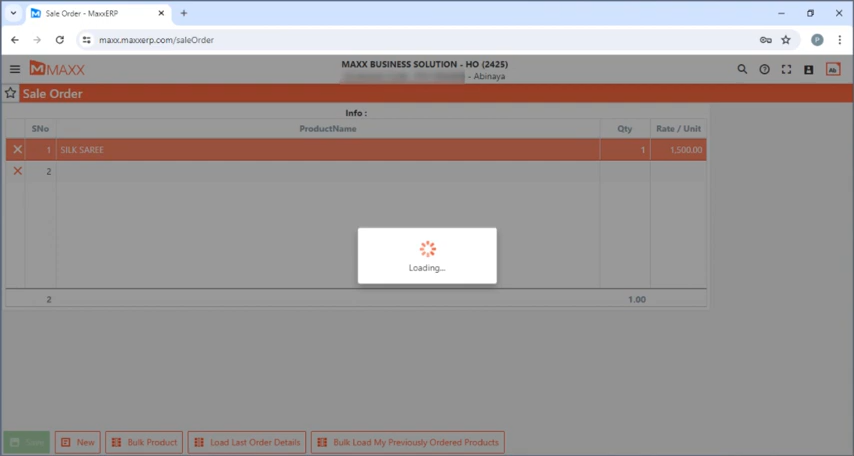 Sale Order - MaxxERP
maxx.maxxerp.com/saleOrder
P
MAXX
MAXX BUSINESS SOLUTION - HO (2425)
- Abinaya
Ab
Sale Order
Info :
SNo ProductName Qty Rate / Unit
1 SILK SAREE 1 1,500.00
2
Loading...
2 1.00
Save New Bulk Product Load Last Order Details Bulk Load My Previously Ordered Products